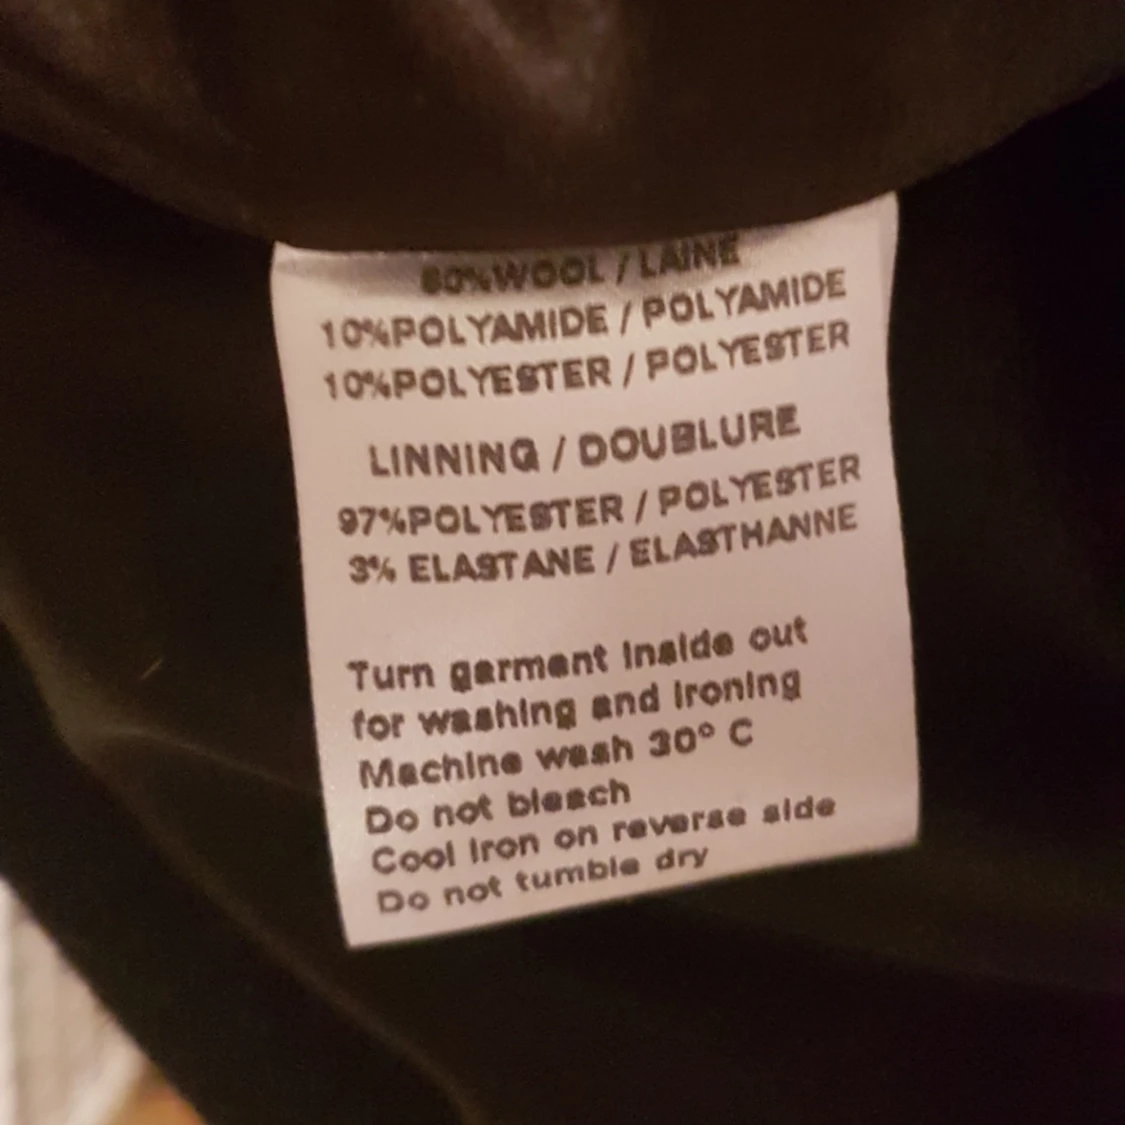 80%WOOL / LAINE
10%POLYAMIDE / POLYAMIDE
10%POLYESTER / POLYESTER
LINNING / DOUBLURE
97%POLYESTER / POLYESTER
3% ELASTANE / ELASTHANNE
Turn garment inside out
for washing and ironing
Machine wash 30° C
Do not bleach
Cool iron on reverse side
Do not tumble dry